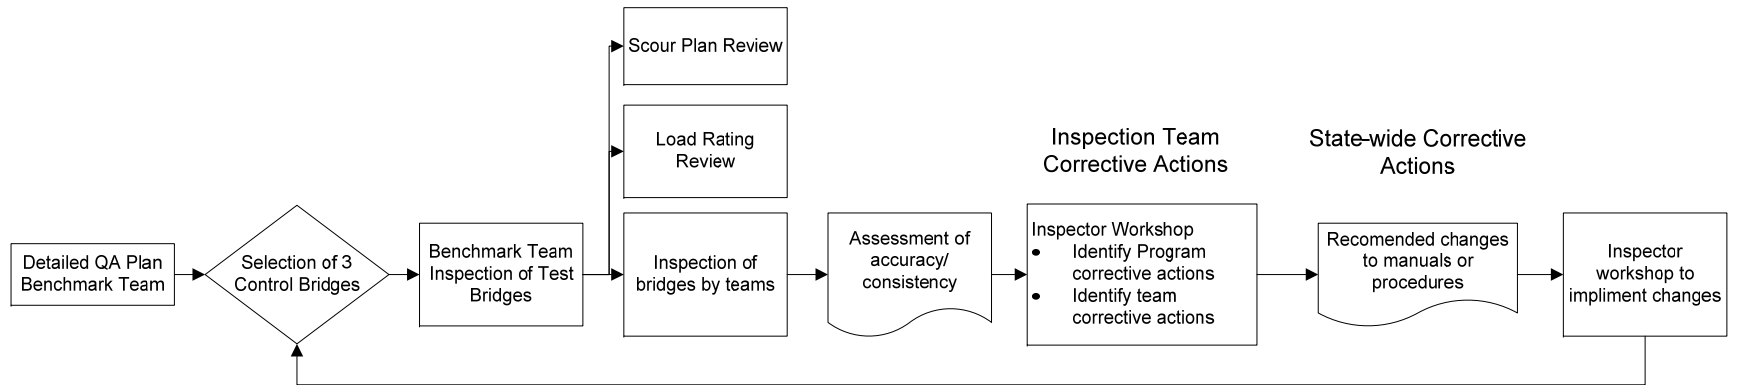 Detailed QA Plan
Benchmark Team
Selection of 3
Control Bridges
Benchmark Team
Inspection of Test
Bridges
Scour Plan Review
Load Rating
Review
Inspection of
bridges by teams
Assessment of
accuracy/
consistency
Inspection Team
Corrective Actions
Inspector Workshop
● Identify Program
corrective actions
● Identify team
corrective actions
State-wide Corrective
Actions
Recomended changes
to manuals or
procedures
Inspector
workshop to
impliment changes